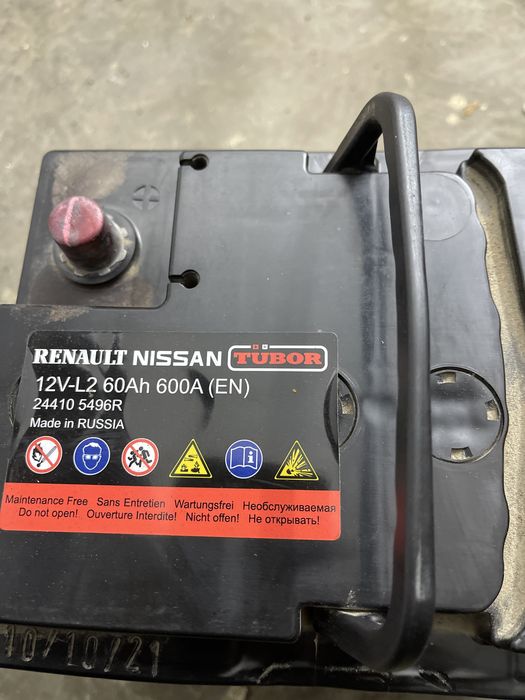 RENAULT NISSAN TÜBOR
12V-L2 60Ah 600A (EN)
24410 5496R
Made in RUSSIA
Maintenance Free Sans Entretien Wartungsfrei Необслуживаемая
Do not open! Ouverture Interdite! Nicht offen! Не открывать!
10/10/21